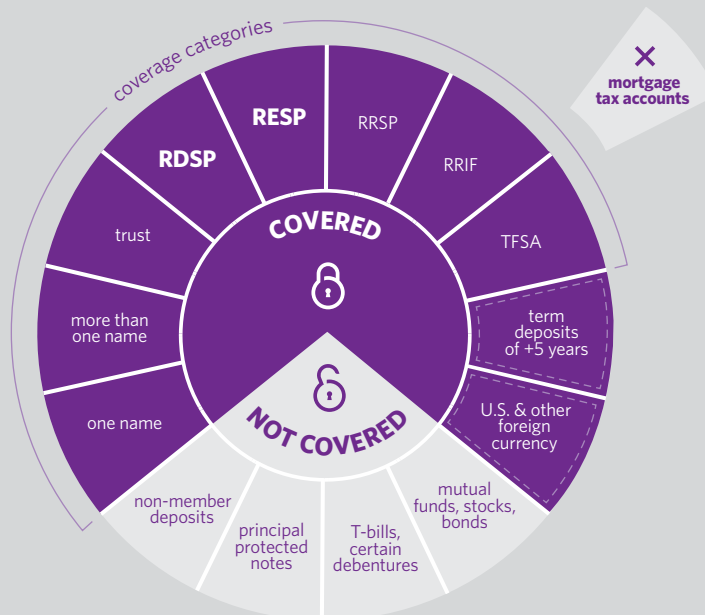 coverage categories
mortgage
tax accounts
RESP
RRSP
RDSP
RRIF
trust
TFSA
COVERED
more than
one name
term
deposits
of +5 years
one name
U.S. & other
foreign
currency
NOT COVERED
non-member
deposits
principal
protected
notes
T-bills,
certain
debentures
mutual
funds, stocks,
bonds